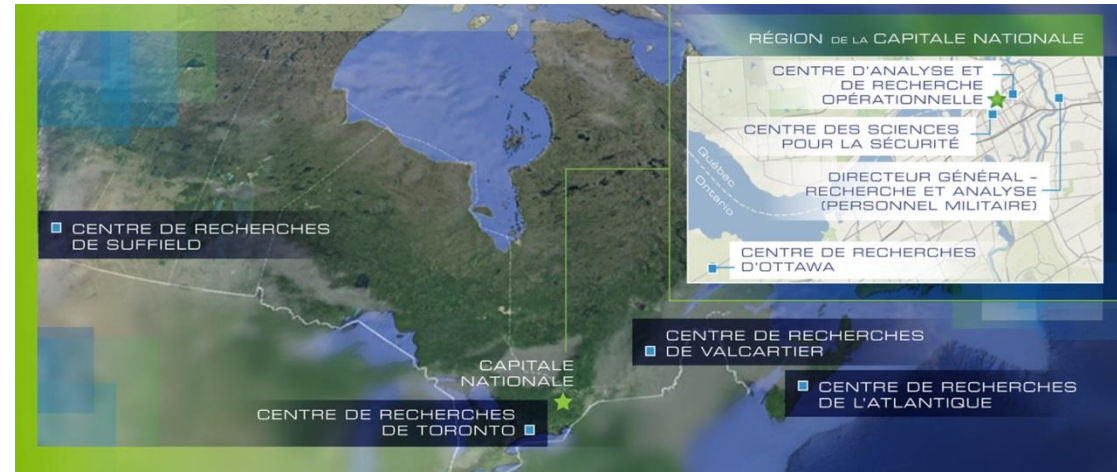 RÉGION DE LA CAPITALE NATIONALE
CENTRE D'ANALYSE ET
DE RECHERCHE
OPÉRATIONNELLE
CENTRE DES SCIENCES
POUR LA SÉCURITÉ
Québec
Ontario
DIRECTEUR GÉNÉRAL -
RECHERCHE ET ANALYSE
(PERSONNEL MILITAIRE)
CENTRE DE RECHERCHES
D'OTTAWA
CENTRE DE RECHERCHES
DE SUFFIELD
CENTRE DE RECHERCHES
DE VALCARTIER
CAPITALE
NATIONALE
CENTRE DE RECHERCHES
DE L'ATLANTIQUE
CENTRE DE RECHERCHES
DE TORONTO